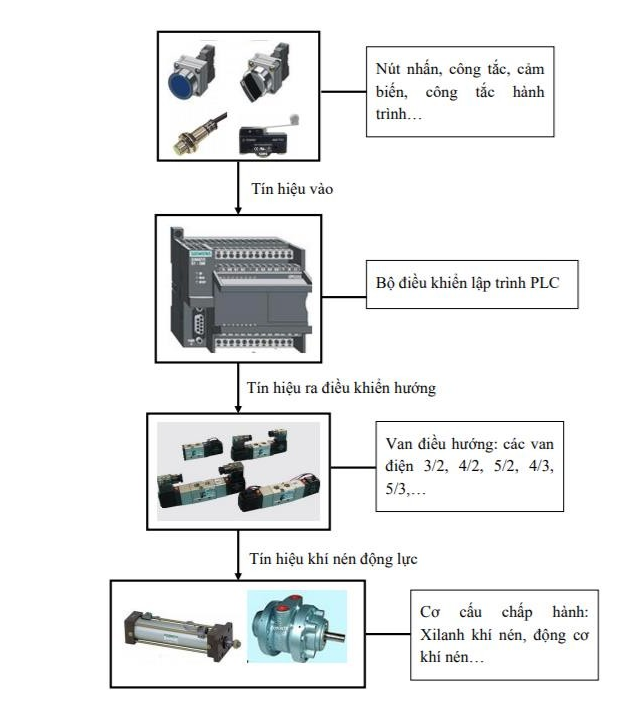 Nút nhấn, công tắc, cảm
biến, công tắc hành
trình…
Tín hiệu vào
SIEMENS
Bộ điều khiển lập trình PLC
Tín hiệu ra điều khiển hướng
Van điều hướng: các van
điện 3/2, 4/2, 5/2, 4/3,
5/3,…
Tín hiệu khí nén động lực
Cơ cấu chấp hành:
Xilanh khí nén, động cơ
khí nén…